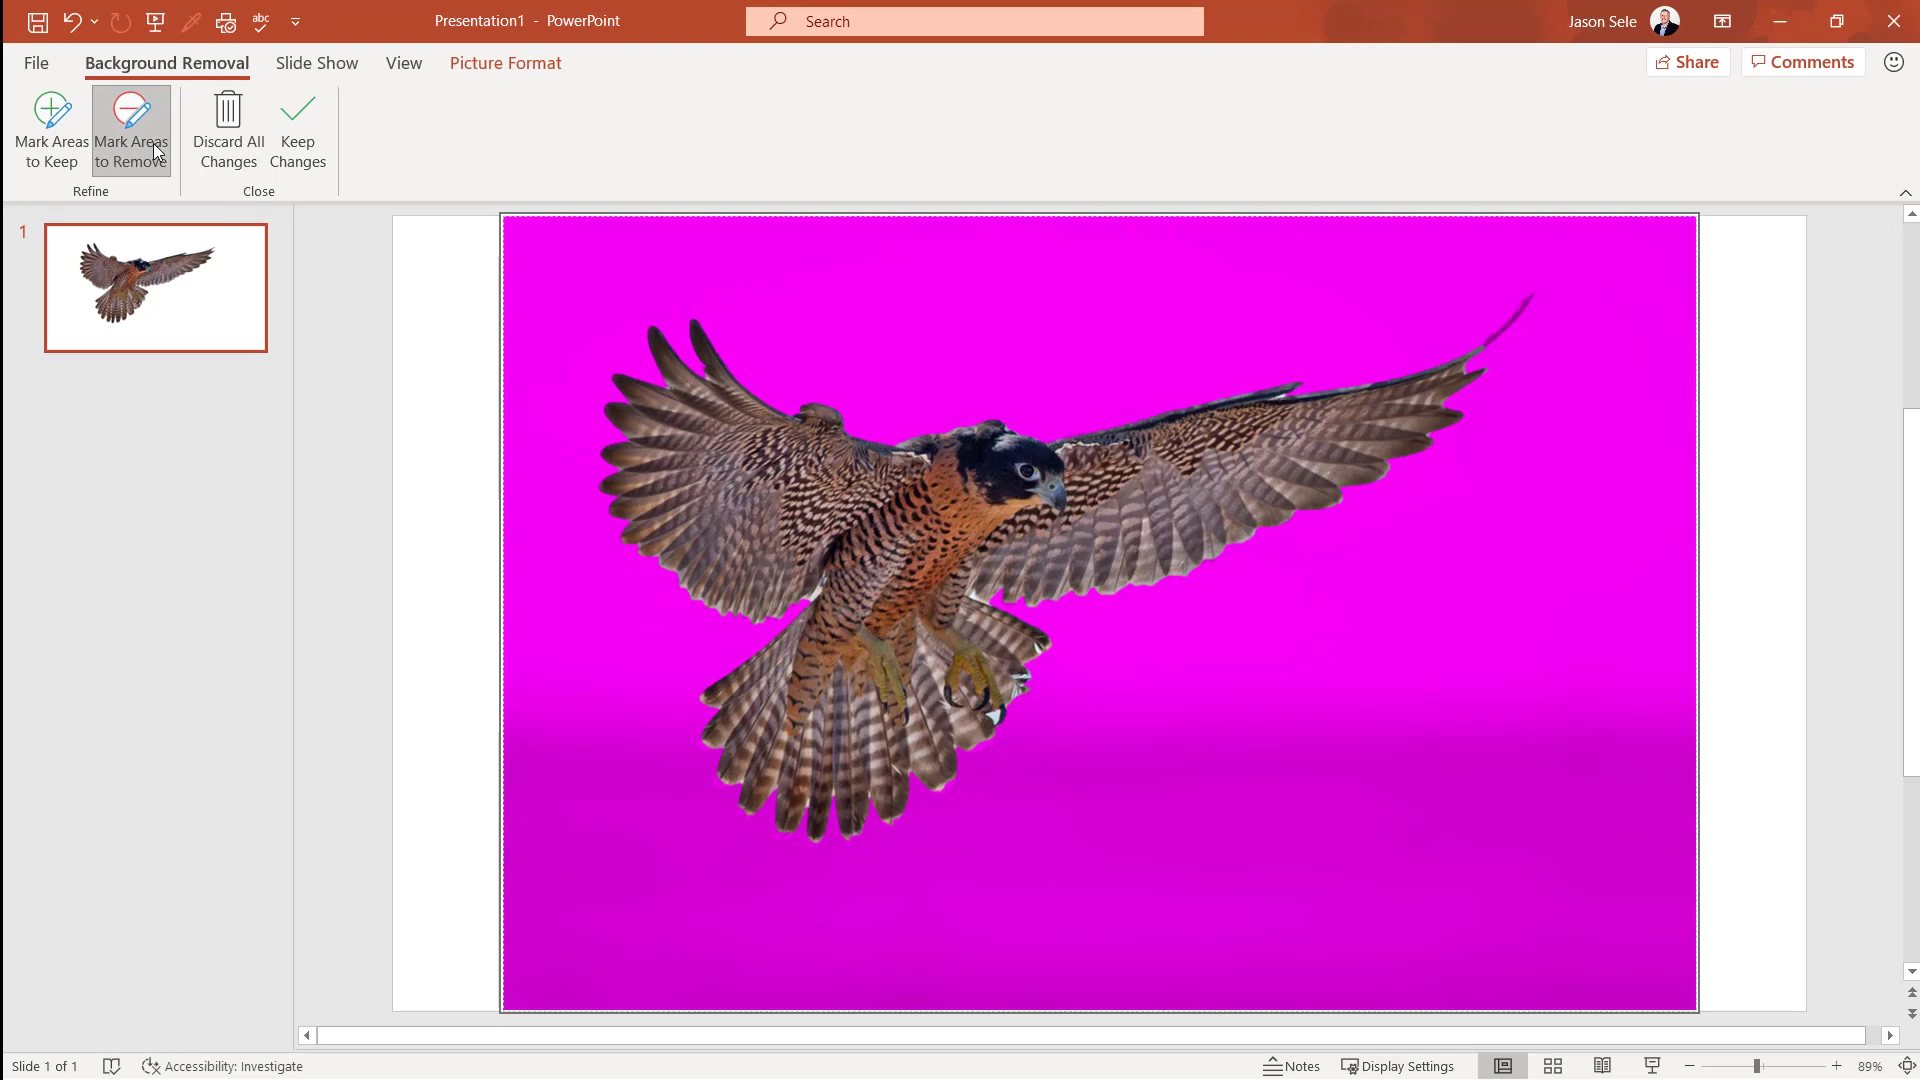 abc
Presentation1 - PowerPoint
Search
Jason Sele
File
Background Removal
Slide Show
View
Picture Format
Share
Comments
Mark Areas
to Keep
Mark Areas
to Remove
Discard All
Changes
Keep
Changes
Refine
Close
1
Slide 1 of 1
Accessibility: Investigate
Notes
Display Settings
89%